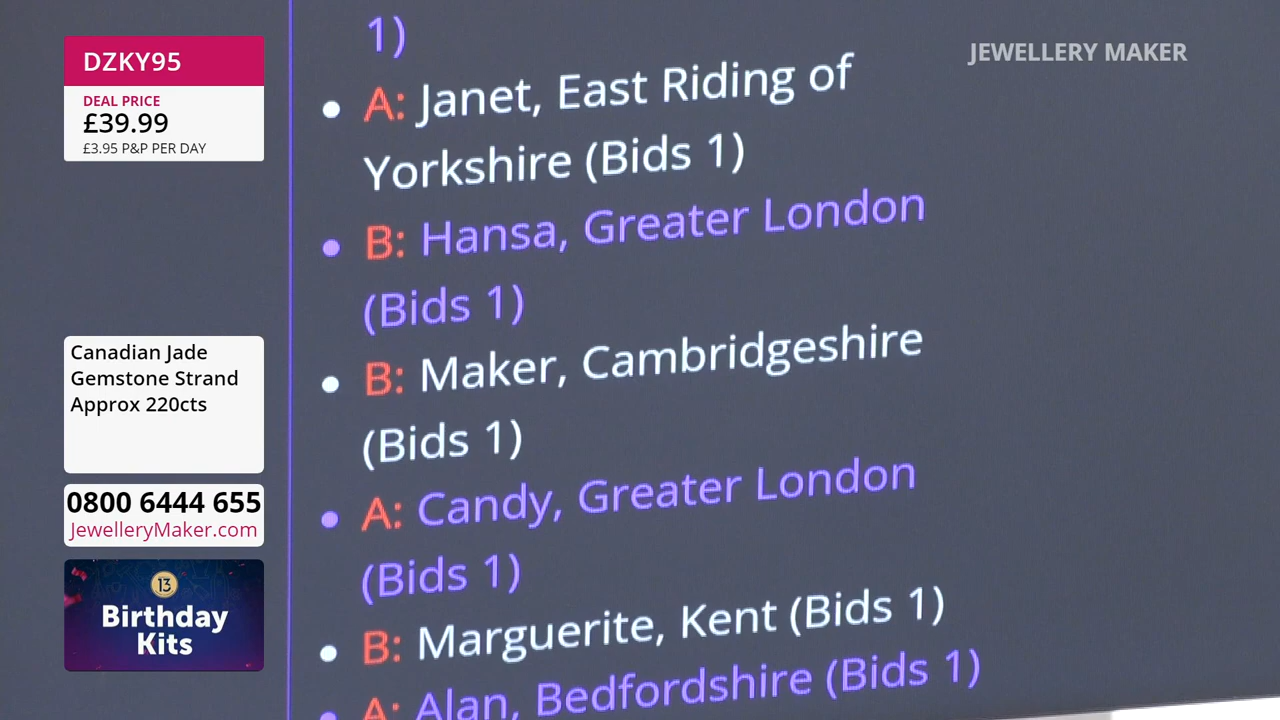 DZKY95
DEAL PRICE
£39.99
£3.95 P&P PER DAY
Canadian Jade
Gemstone Strand
Approx 220cts
0800 6444 655
JewelleryMaker.com
13
Birthday
Kits
JEWELLERY MAKER
1)
• A: Janet, East Riding of
Yorkshire (Bids 1)
• B: Hansa, Greater London
(Bids 1)
• B: Maker, Cambridgeshire
(Bids 1)
• A: Candy, Greater London
(Bids 1)
• B: Marguerite, Kent (Bids 1)
• A: Alan, Bedfordshire (Bids 1)